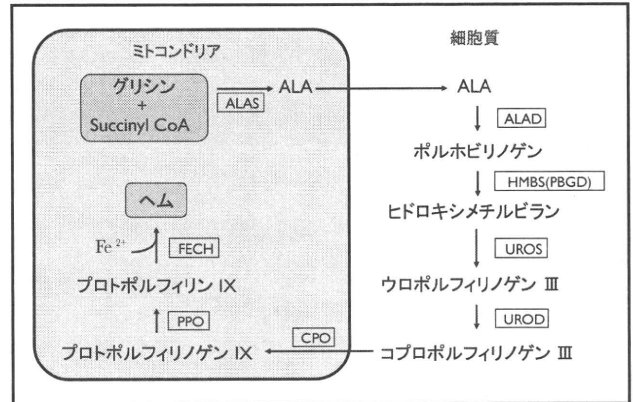 ミトコンドリア
細胞質
グリシン
+
Succinyl CoA
ALAS
ALA
ALA
ALAD
ポルホビリノゲン
HMBS(PBGD)
ヒドロキシメチルビラン
UROS
ウロポルフィリノゲン Ⅲ
UROD
コプロポルフィリノゲン Ⅲ
CPO
プロトポルフィリノゲン IX
PPO
プロトポルフィリン IX
Fe 2+
FECH
ヘム